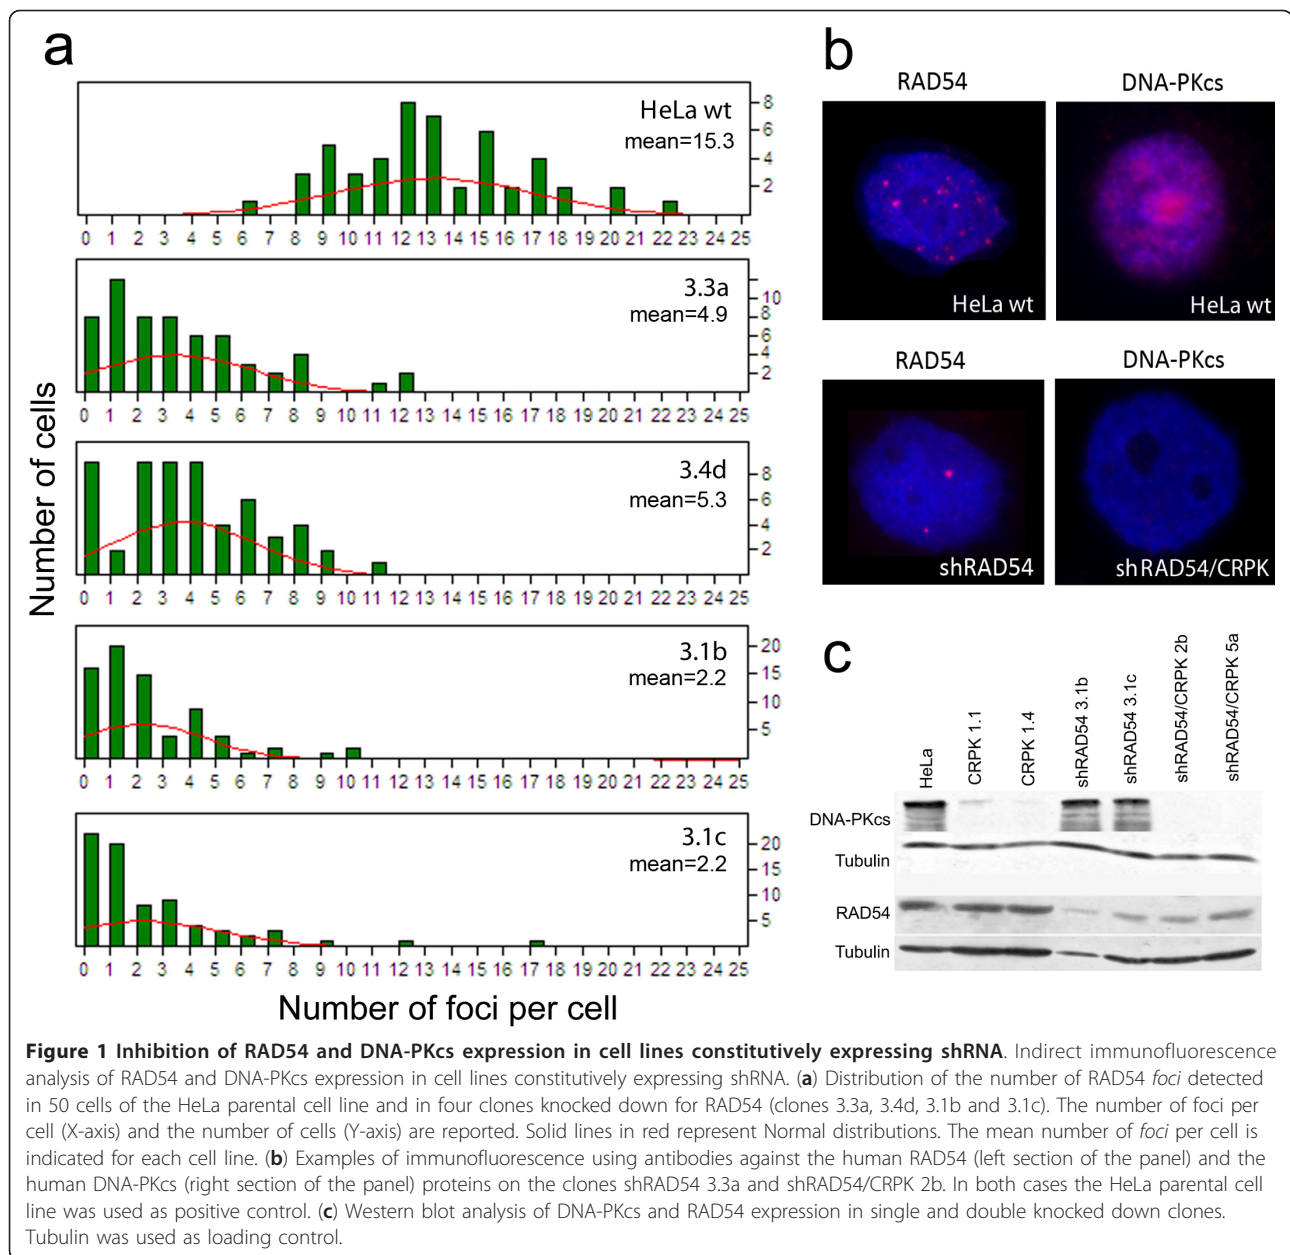 a
HeLa wt
mean=15.3
8
6
4
2
0 1 2 3 4 5 6 7 8 9 10 11 12 13 14 15 16 17 18 19 20 21 22 23 24 25
3.3a
mean=4.9
10
8
6
4
2
0 1 2 3 4 5 6 7 8 9 10 11 12 13 14 15 16 17 18 19 20 21 22 23 24 25
3.4d
mean=5.3
8
6
4
2
0 1 2 3 4 5 6 7 8 9 10 11 12 13 14 15 16 17 18 19 20 21 22 23 24 25
3.1b
mean=2.2
20
15
10
5
0 1 2 3 4 5 6 7 8 9 10 11 12 13 14 15 16 17 18 19 20 21 22 23 24 25
3.1c
mean=2.2
20
15
10
5
0 1 2 3 4 5 6 7 8 9 10 11 12 13 14 15 16 17 18 19 20 21 22 23 24 25
Number of cells
Number of foci per cell
b
RAD54 DNA-PKcs
HeLa wt HeLa wt
RAD54 DNA-PKcs
shRAD54 shRAD54/CRPK
c
HeLa
CRPK 1.1
CRPK 1.4
shRAD54 3.1b
shRAD54 3.1c
shRAD54/CRPK 2b
shRAD54/CRPK 5a
DNA-PKcs
Tubulin
RAD54
Tubulin
Figure 1 Inhibition of RAD54 and DNA-PKcs expression in cell lines constitutively expressing shRNA. Indirect immunofluorescence
analysis of RAD54 and DNA-PKcs expression in cell lines constitutively expressing shRNA. (a) Distribution of the number of RAD54 foci detected
in 50 cells of the HeLa parental cell line and in four clones knocked down for RAD54 (clones 3.3a, 3.4d, 3.1b and 3.1c). The number of foci per
cell (X-axis) and the number of cells (Y-axis) are reported. Solid lines in red represent Normal distributions. The mean number of foci per cell is
indicated for each cell line. (b) Examples of immunofluorescence using antibodies against the human RAD54 (left section of the panel) and the
human DNA-PKcs (right section of the panel) proteins on the clones shRAD54 3.3a and shRAD54/CRPK 2b. In both cases the HeLa parental cell
line was used as positive control. (c) Western blot analysis of DNA-PKcs and RAD54 expression in single and double knocked down clones.
Tubulin was used as loading control.